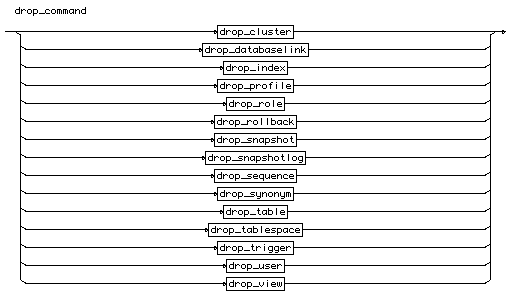 drop_command
drop_cluster
drop_databaselink
drop_index
drop_profile
drop_role
drop_rollback
drop_snapshot
drop_snapshotlog
drop_sequence
drop_synonym
drop_table
drop_tablespace
drop_trigger
drop_user
drop_view